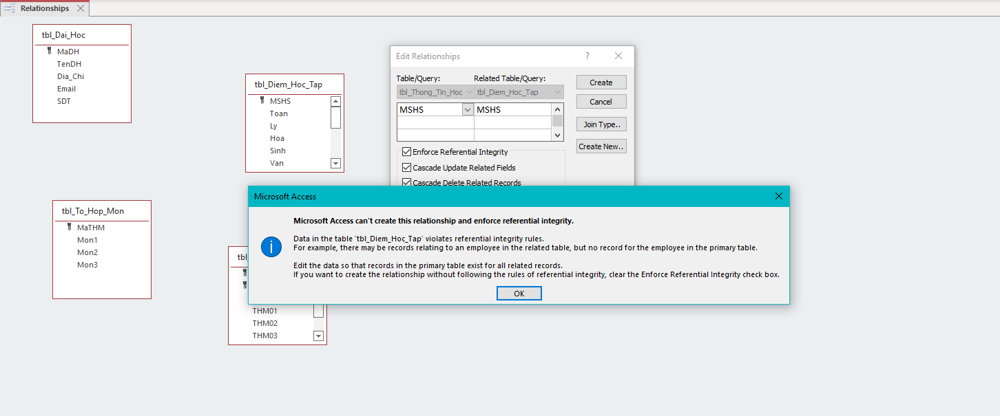 Relationships
tbl_Dai_Hoc
MaDH
TenDH
Dia_Chi
Email
SDT
tbl_Diem_Hoc_Tap
MSHS
Toan
Ly
Hoa
Sinh
Van
tbl_To_Hop_Mon
MaTHM
Mon1
Mon2
Mon3
THM01
THM02
THM03
Edit Relationships
?
Table/Query:
Related Table/Query:
tbl_Thong_Tin_Hoc
tbl_Diem_Hoc_Tap
MSHS
MSHS
Enforce Referential Integrity
Cascade Update Related Fields
Cascade Delete Related Records
Create
Cancel
Join Type..
Create New..
Microsoft Access
Microsoft Access can't create this relationship and enforce referential integrity.
Data in the table 'tbl_Diem_Hoc_Tap' violates referential integrity rules.
For example, there may be records relating to an employee in the related table, but no record for the employee in the primary table.
Edit the data so that records in the primary table exist for all related records.
If you want to create the relationship without following the rules of referential integrity, clear the Enforce Referential Integrity check box.
OK